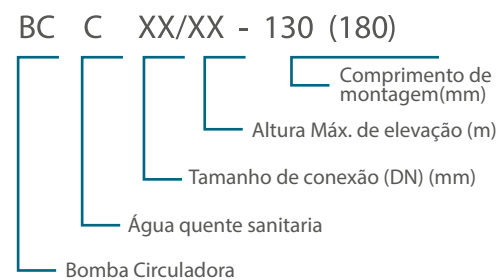 BC C XX/XX - 130 (180)
Comprimento de
montagem(mm)
Altura Máx. de elevação (m)
Tamanho de conexão (DN) (mm)
Água quente sanitaria
Bomba Circuladora